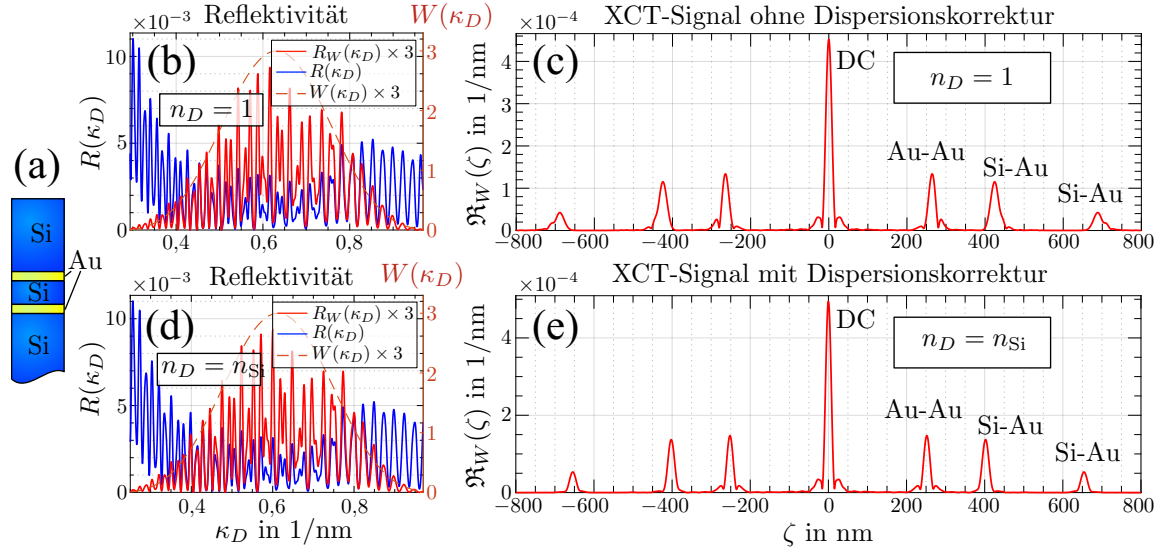 (a)
Si
Au
Si
Si
×10⁻³
Reflektivität
W(κ_D)
(b)
R_W(κ_D) × 3
R(κ_D)
W(κ_D) × 3
n_D = 1
R(κ_D)
10
5
0
3
2
1
0
0,4
0,6
0,8
×10⁻⁴
XCT-Signal ohne Dispersionskorrektur
(c)
DC
n_D = 1
Au-Au
Si-Au
Si-Au
ℜ_W(ζ) in 1/nm
4
2
0
−800
−600
−400
−200
0
200
400
600
800
×10⁻³
Reflektivität
W(κ_D)
(d)
R_W(κ_D) × 3
R(κ_D)
W(κ_D) × 3
n_D = n_Si
R(κ_D)
10
5
0
3
2
1
0
0,4
0,6
0,8
κ_D in 1/nm
×10⁻⁴
XCT-Signal mit Dispersionskorrektur
(e)
DC
n_D = n_Si
Au-Au
Si-Au
Si-Au
ℜ_W(ζ) in 1/nm
4
2
0
−800
−600
−400
−200
0
200
400
600
800
ζ in nm